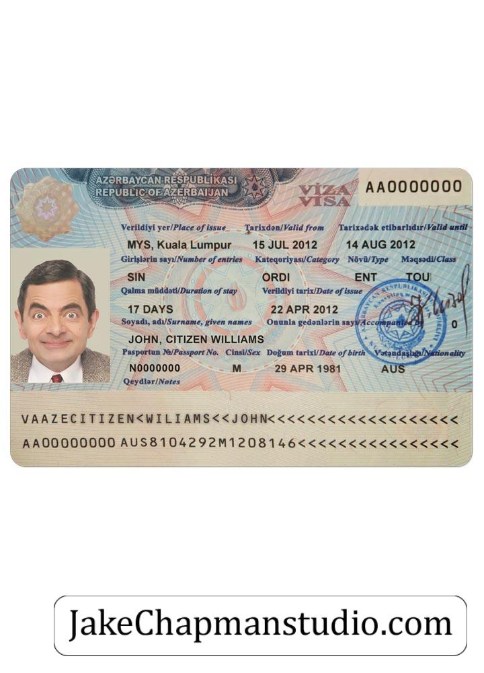 AZƏRBAYCAN RESPUBLIKASI
REPUBLIC OF AZERBAIJAN
VİZA
VISA
AA0000000
Verildiyi yer/Place of issue Tarixdən/Valid from Tarixədək etibarlıdır/Valid until
MYS, Kuala Lumpur 15 JUL 2012 14 AUG 2012
Girişlərin sayı/Number of entries Kateqoriyası/Category Növü/Type Məqsədi/Class
SIN ORDI ENT TOU
Qalma müddəti/Duration of stay Verildiyi tarix/Date of issue
17 DAYS 22 APR 2012
Soyadı, adı/Surname, given names Onunla gedənlərin sayı/Accompanied
0
JOHN, CITIZEN WILLIAMS
Pasportun №/Passport No. Cinsi/Sex Doğum tarixi/Date of birth Vətəndaşlığı/Nationality
N0000000 M 29 APR 1981 AUS
Qeydlər/Notes
VAAZECITIZEN<WILIAMS<<JOHN<<<<<<<<<<<<<<<<<<<
AA00000000 AUS8104292M1208146<<<<<<<<<<<<<<<<<
JakeChapmanstudio.com